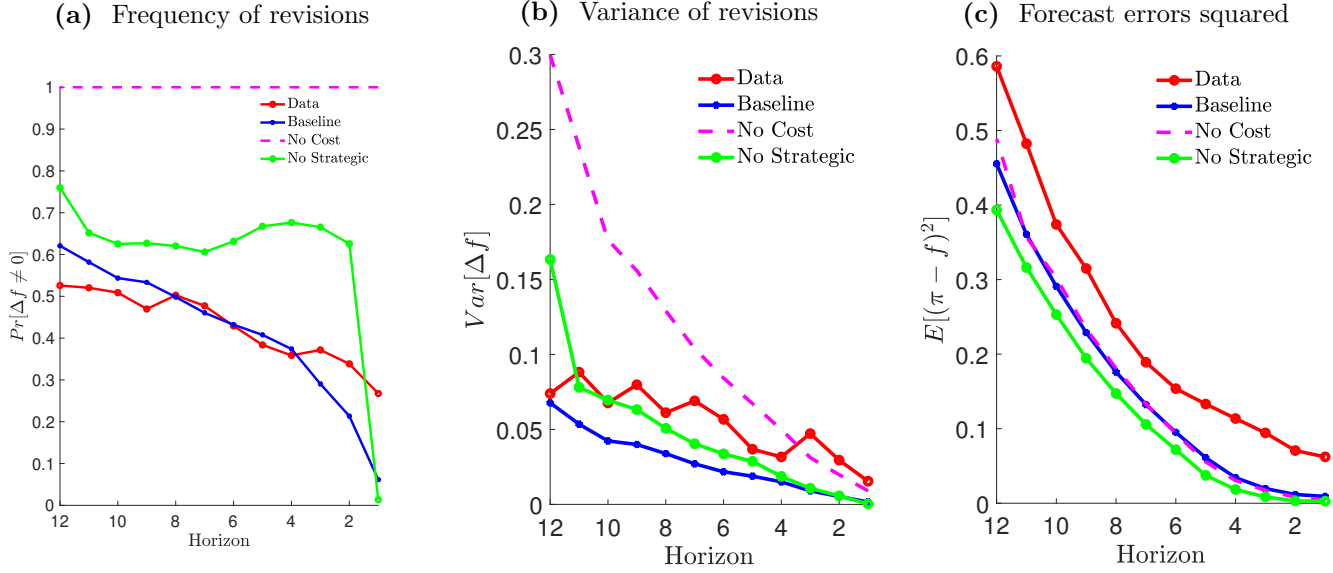 (a) Frequency of revisions
1
0.9
0.8
0.7
0.6
0.5
0.4
0.3
0.2
0.1
0
12 10 8 6 4 2
Horizon
Pr[Δf ≠ 0]
Data
Baseline
No Cost
No Strategic
(b) Variance of revisions
0.3
0.25
0.2
0.15
0.1
0.05
0
12 10 8 6 4 2
Horizon
Var[Δf]
Data
Baseline
No Cost
No Strategic
(c) Forecast errors squared
0.6
0.5
0.4
0.3
0.2
0.1
0
12 10 8 6 4 2
Horizon
E[(π − f)²]
Data
Baseline
No Cost
No Strategic